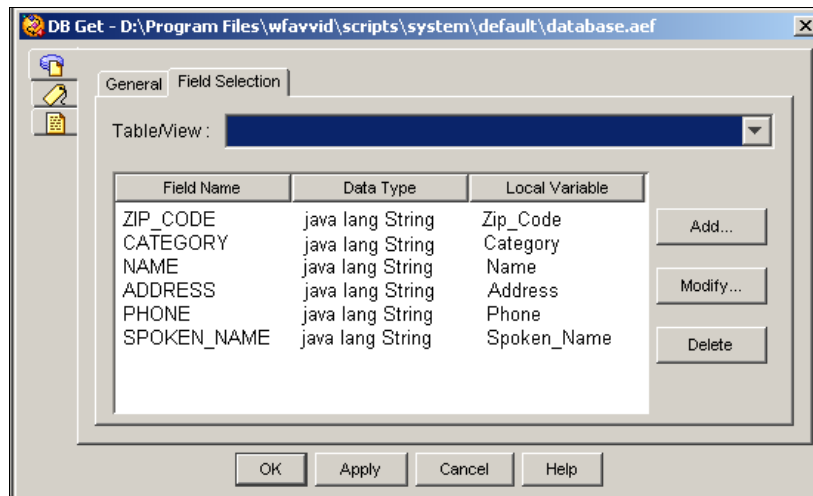 DB Get - D:\Program Files\wfavvid\scripts\system\default\database.aef
General Field Selection
Table/View :
Field Name Data Type Local Variable
ZIP_CODE java lang String Zip_Code
CATEGORY java lang String Category
NAME java lang String Name
ADDRESS java lang String Address
PHONE java lang String Phone
SPOKEN_NAME java lang String Spoken_Name
Add...
Modify...
Delete
OK Apply Cancel Help